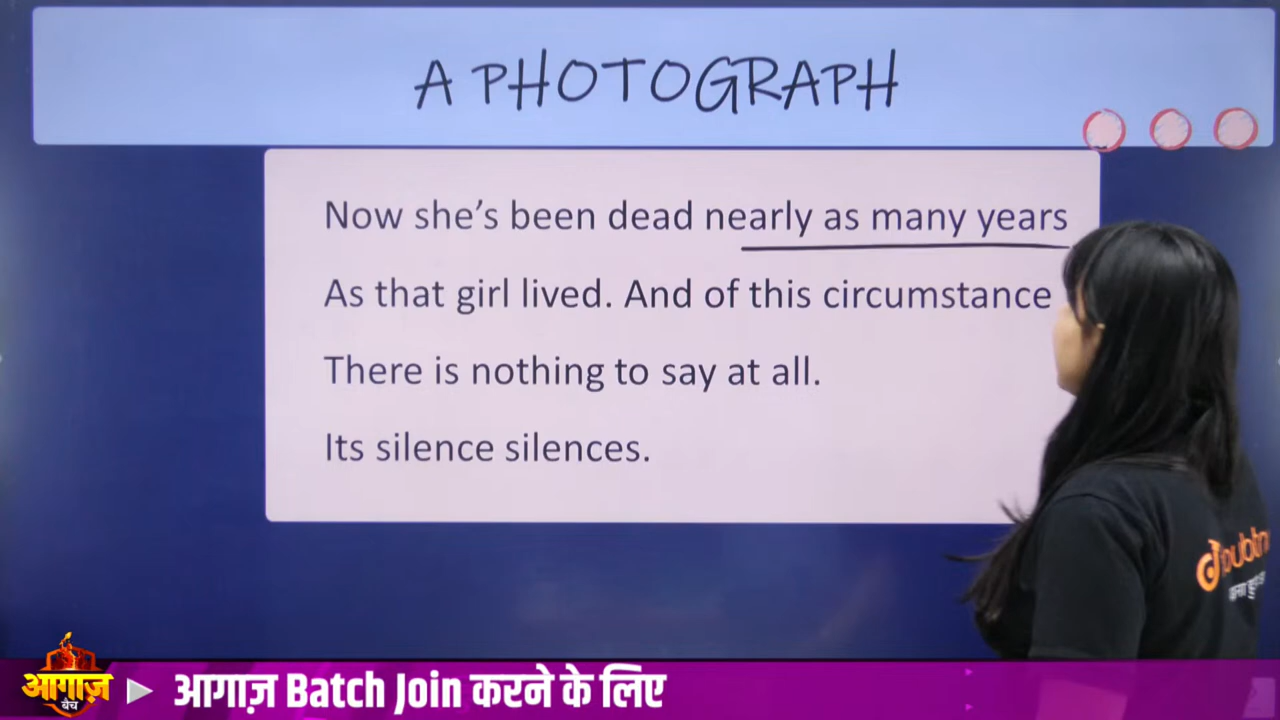 A PHOTOGRAPH
Now she's been dead nearly as many years
As that girl lived. And of this circumstance
There is nothing to say at all.
Its silence silences.
आगाज़
बैच
आगाज़ Batch Join करने के लिए